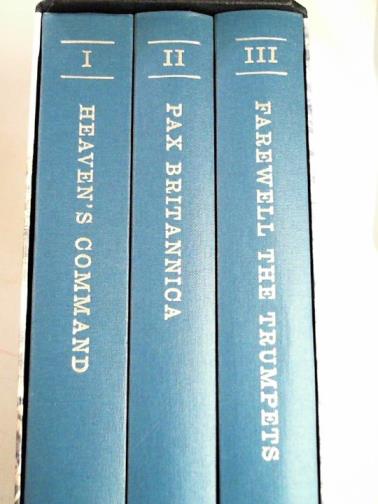 I
HEAVEN'S COMMAND
II
PAX BRITANNICA
III
FAREWELL THE TRUMPETS